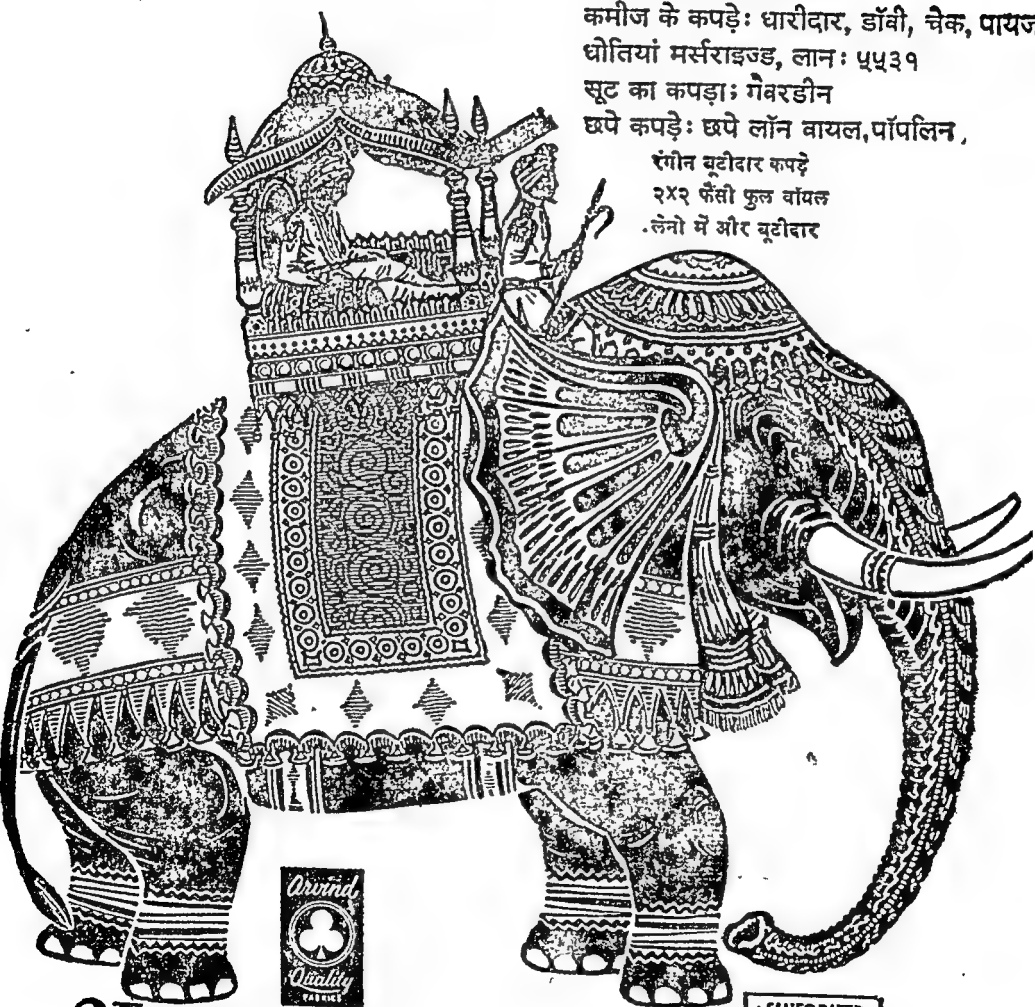 कमीज के कपड़े: धारीदार, डॉबी, चेक,
धोतियां मर्सराइज्ड, लान: ५५३१
सूट का कपड़ा: गेबरडीन
छपे कपड़े: छपे लॉन वायल, पॉपलिन,
रंगीन बूटीदार कपड़े
२X२ फैंसी फुल वॉयल
लेनो में और बूटीदार
Arvind
Quality
FABRICS